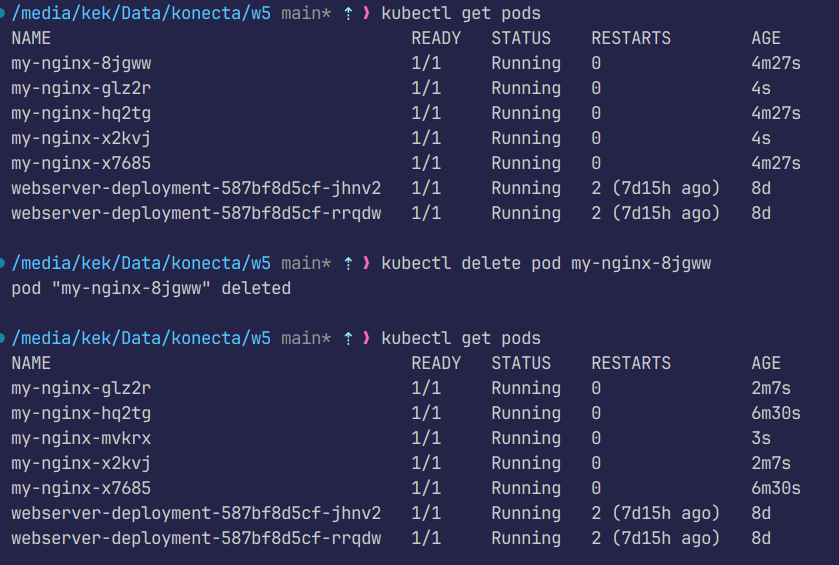 /media/kek/Data/konecta/w5 main* ⇡ ❯ kubectl get pods
NAME READY STATUS RESTARTS AGE
my-nginx-8jgww 1/1 Running 0 4m27s
my-nginx-glz2r 1/1 Running 0 4s
my-nginx-hq2tg 1/1 Running 0 4m27s
my-nginx-x2kvj 1/1 Running 0 4s
my-nginx-x7685 1/1 Running 0 4m27s
webserver-deployment-587bf8d5cf-jhnv2 1/1 Running 2 (7d15h ago) 8d
webserver-deployment-587bf8d5cf-rrqdw 1/1 Running 2 (7d15h ago) 8d
/media/kek/Data/konecta/w5 main* ⇡ ❯ kubectl delete pod my-nginx-8jgww
pod "my-nginx-8jgww" deleted
/media/kek/Data/konecta/w5 main* ⇡ ❯ kubectl get pods
NAME READY STATUS RESTARTS AGE
my-nginx-glz2r 1/1 Running 0 2m7s
my-nginx-hq2tg 1/1 Running 0 6m30s
my-nginx-mvkrx 1/1 Running 0 3s
my-nginx-x2kvj 1/1 Running 0 2m7s
my-nginx-x7685 1/1 Running 0 6m30s
webserver-deployment-587bf8d5cf-jhnv2 1/1 Running 2 (7d15h ago) 8d
webserver-deployment-587bf8d5cf-rrqdw 1/1 Running 2 (7d15h ago) 8d